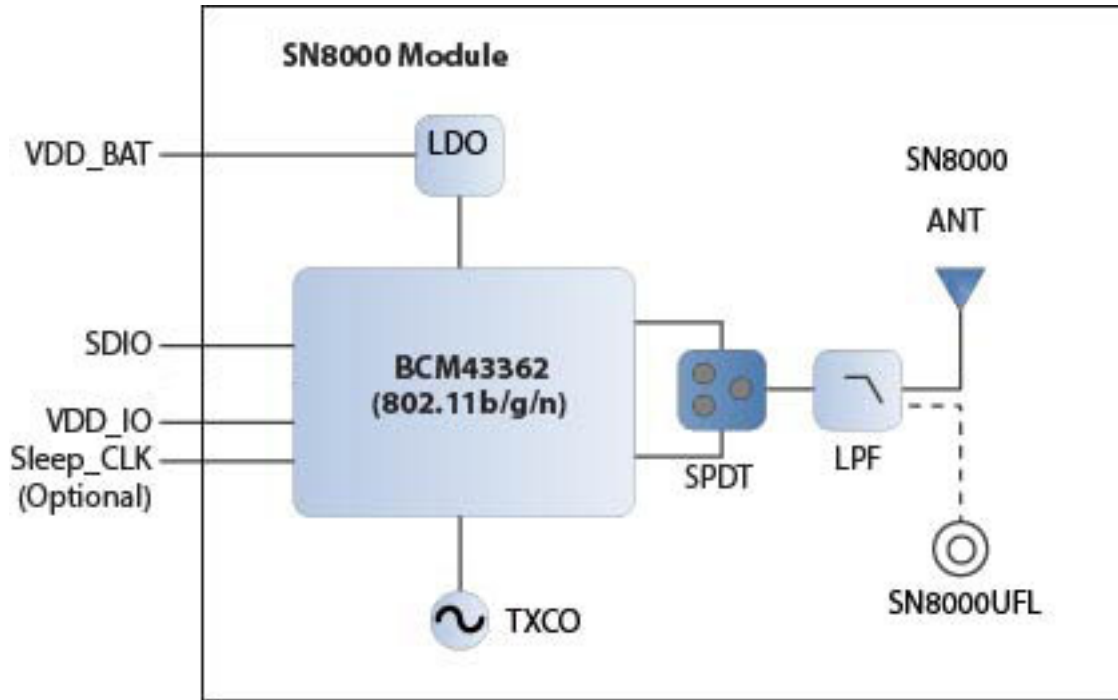 SN8000 Module
VDD_BAT
LDO
SN8000
ANT
SDIO
BCM43362
(802.11b/g/n)
VDD_IO
Sleep_CLK
(Optional)
SPDT
LPF
SN8000UFL
TXCO